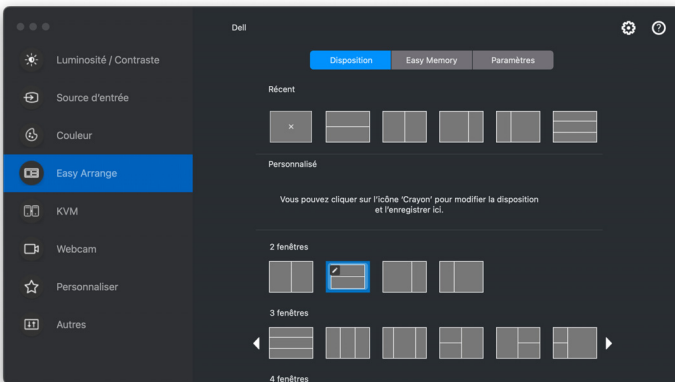 Dell
Luminosité / Contraste
Source d'entrée
Couleur
Easy Arrange
KVM
Webcam
Personnaliser
Autres
Disposition
Easy Memory
Paramètres
Récent
Personnalisé
Vous pouvez cliquer sur l'icône 'Crayon' pour modifier la disposition
et l'enregistrer ici.
2 fenêtres
3 fenêtres
4 fenêtres